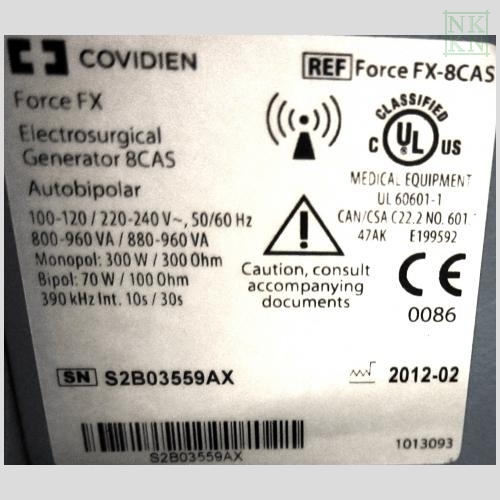 NK
KN
COVIDIEN
REF Force FX-8CAS
Force FX
Electrosurgical
Generator 8CAS
Autobipolar
100-120 / 220-240 V~, 50/60 Hz
800-960 VA / 880-960 VA
Monopol: 300 W / 300 Ohm
Bipol: 70 W / 100 Ohm
390 kHz Int. 10s / 30s
Caution, consult
accompanying
documents
CLASSIFIED
C UL US
MEDICAL EQUIPMENT
UL 60601-1
CAN/CSA C22.2 NO. 601.
47AK E199592
CE
0086
SN S2B03559AX
2012-02
S2B03559AX
1013093